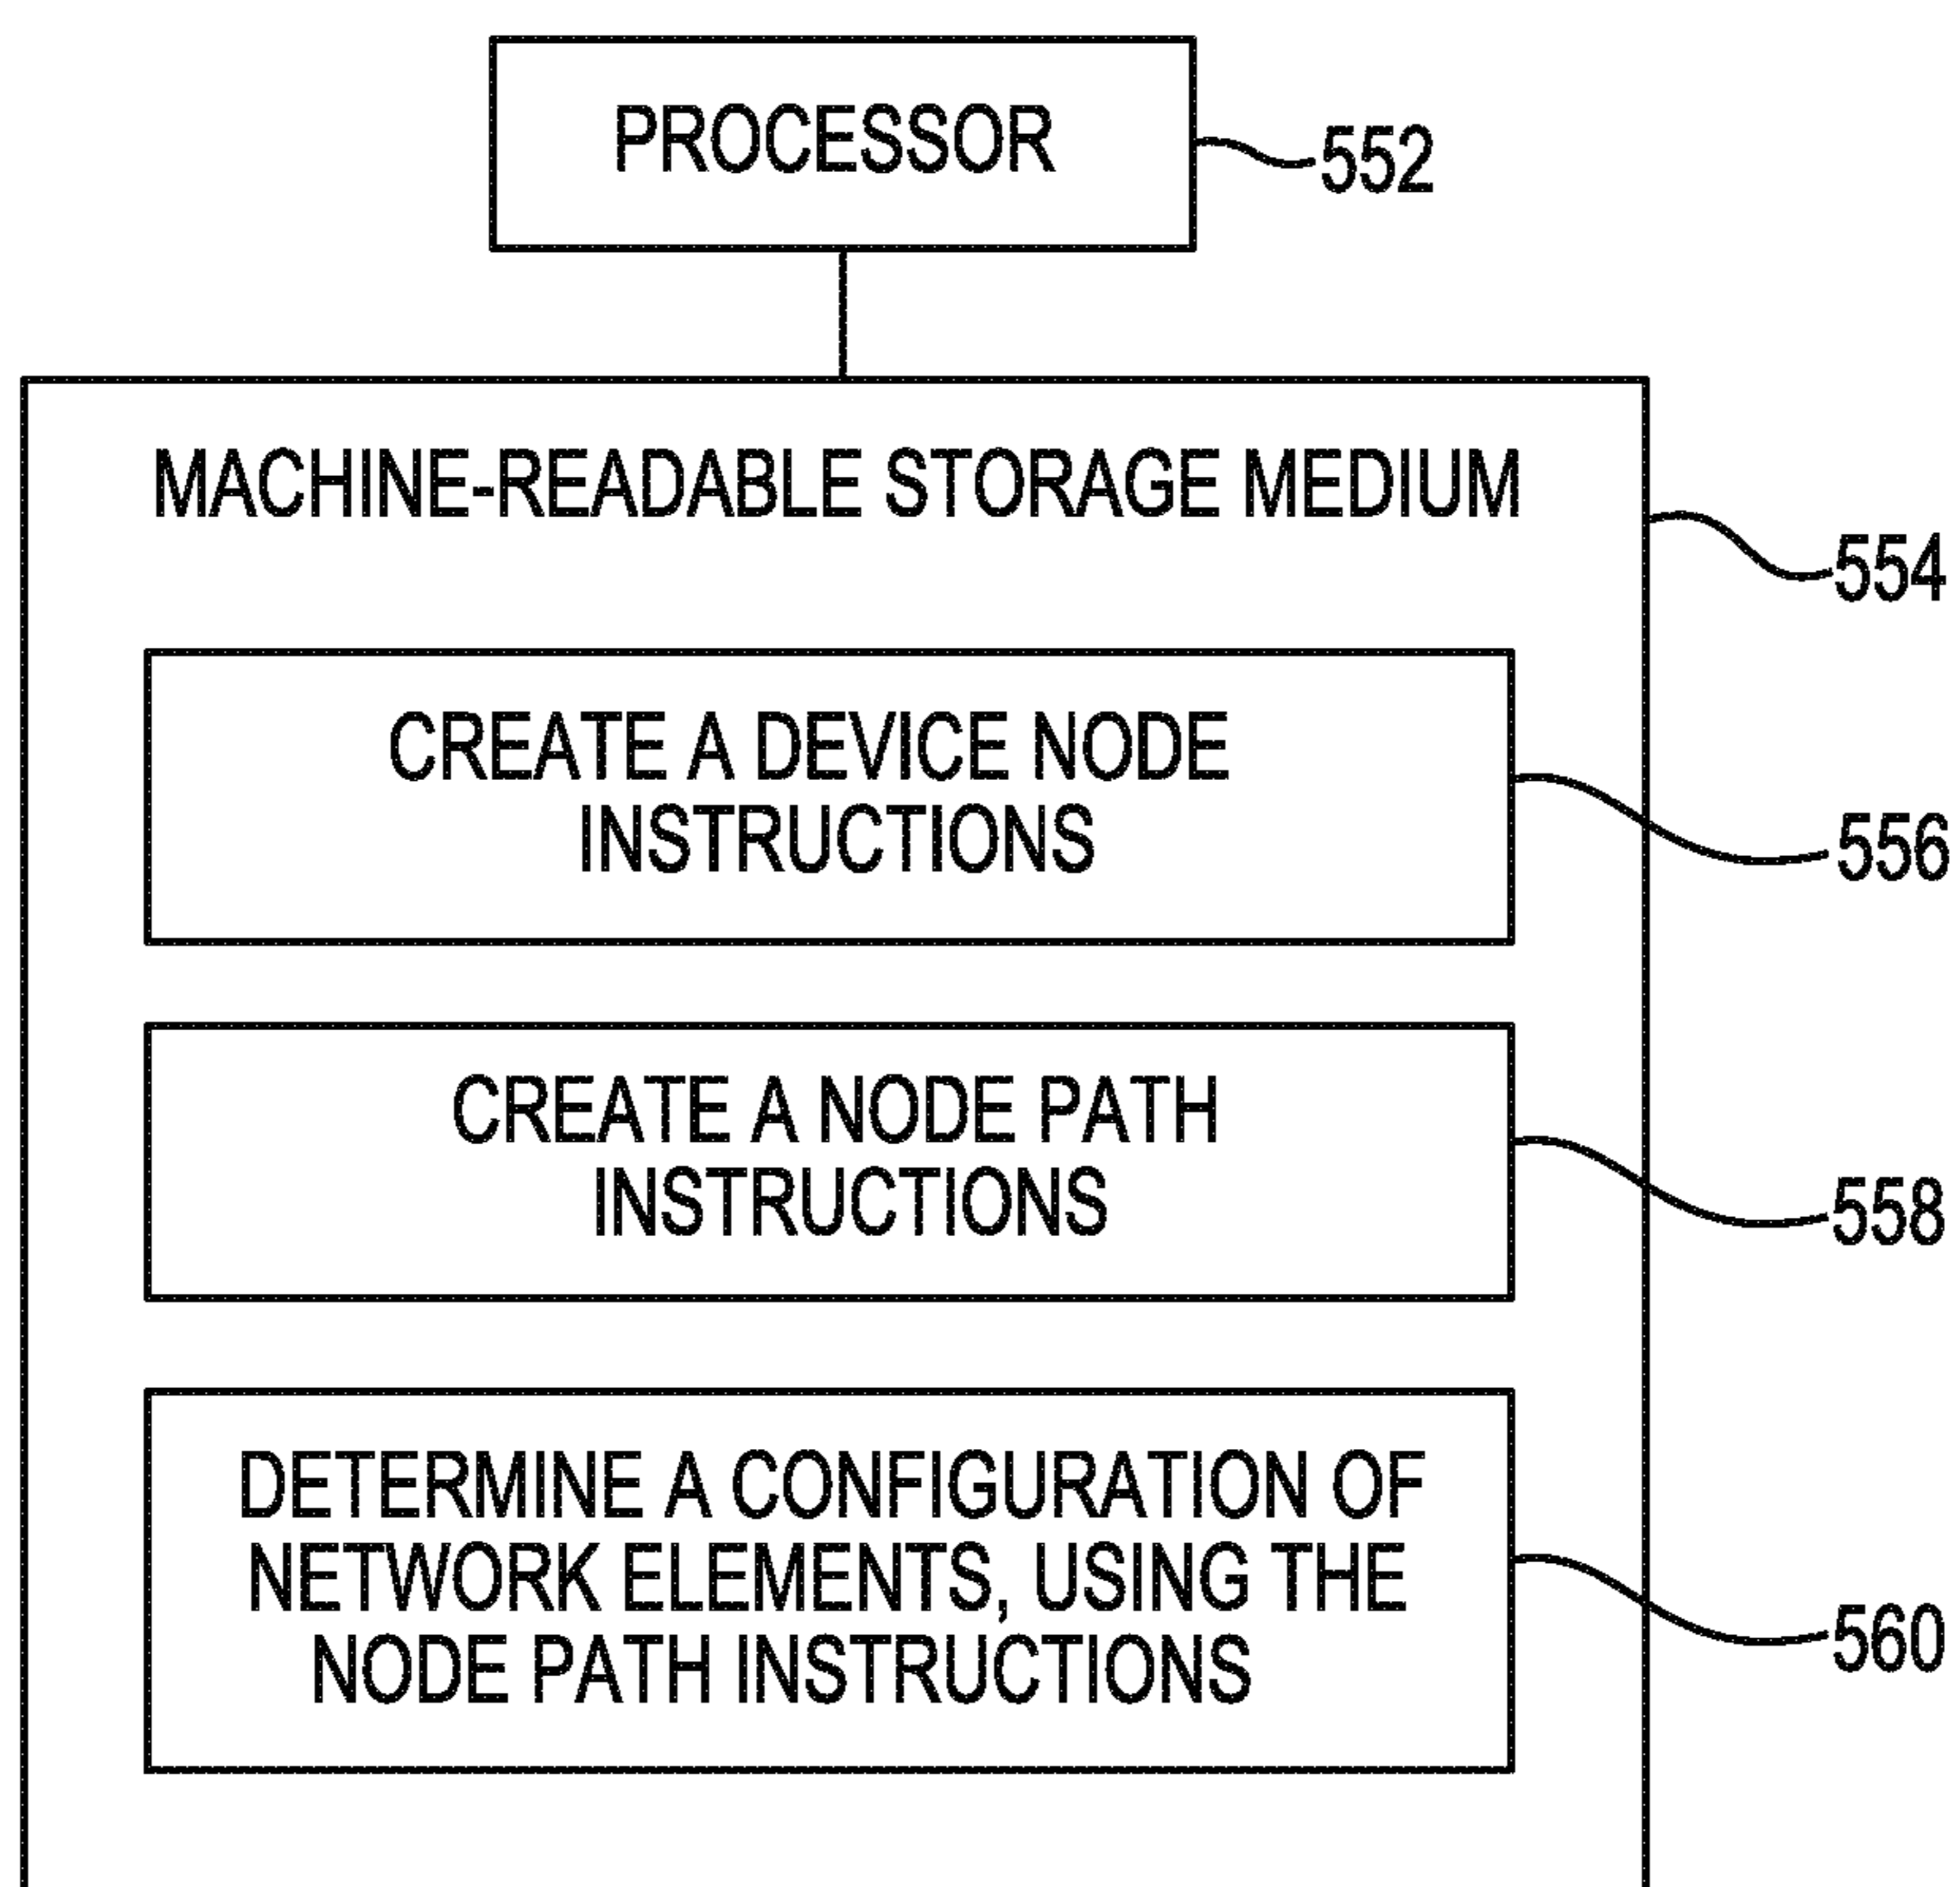 PROCESSOR
552
MACHINE-READABLE STORAGE MEDIUM
554
CREATE A DEVICE NODE
INSTRUCTIONS
556
CREATE A NODE PATH
INSTRUCTIONS
558
DETERMINE A CONFIGURATION OF
NETWORK ELEMENTS, USING THE
NODE PATH INSTRUCTIONS
560